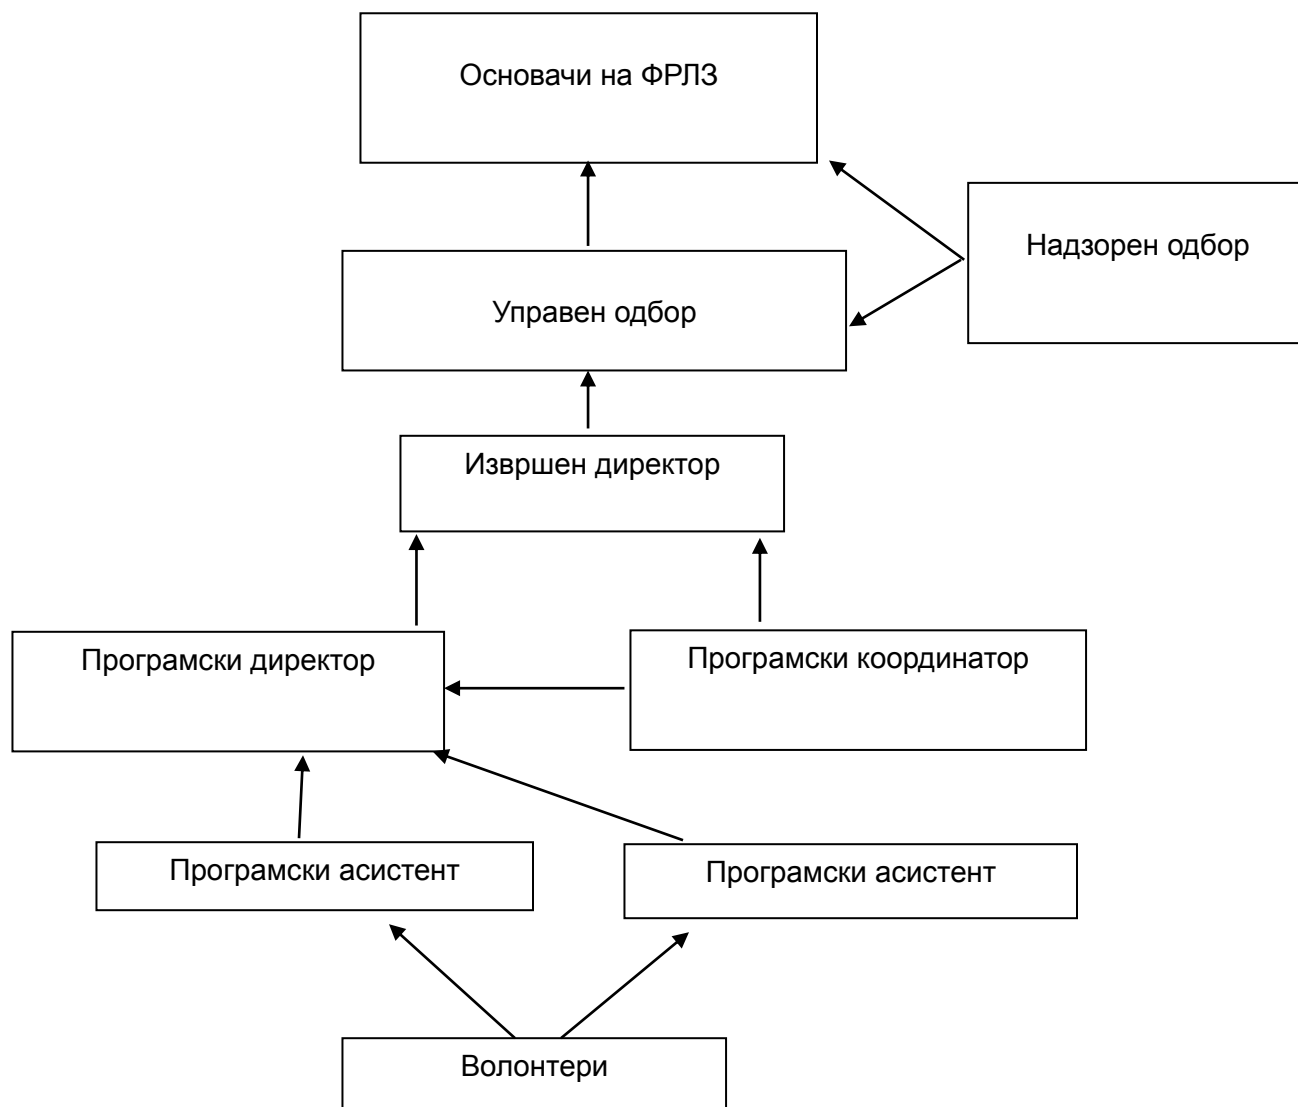 Основачи на ФРЛЗ
Надзорен одбор
Управен одбор
Извршен директор
Програмски директор
Програмски координатор
Програмски асистент
Програмски асистент
Волонтери